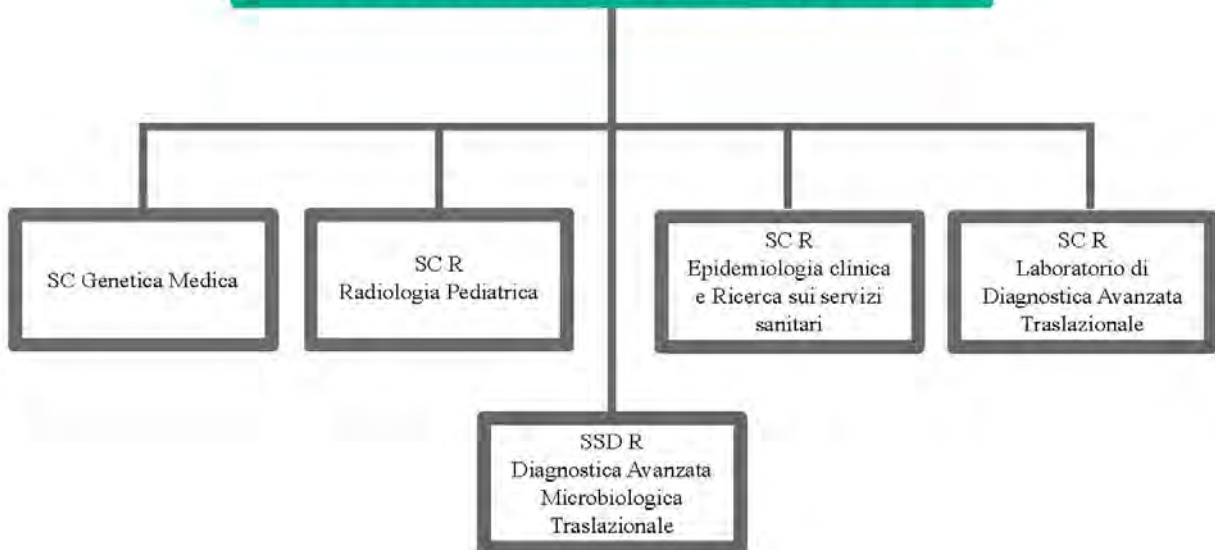 SC Genetica Medica
SC R
Radiologia Pediatrica
SC R
Epidemiologia clinica
e Ricerca sui servizi
sanitari
SC R
Laboratorio di
Diagnostica Avanzata
Traslazionale
SSD R
Diagnostica Avanzata
Microbiologica
Traslazionale